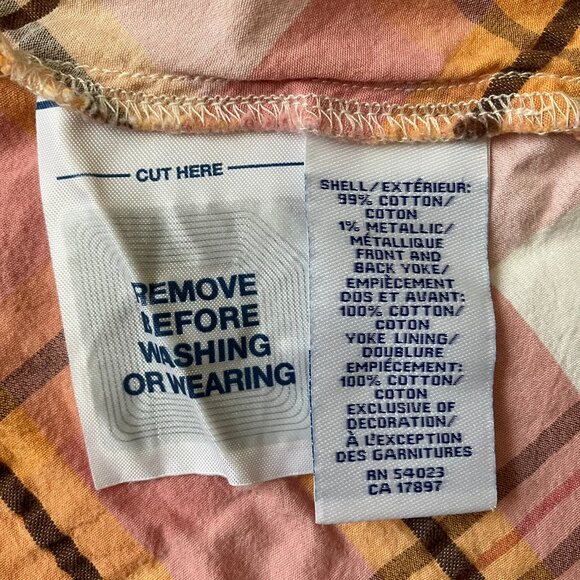 CUT HERE
REMOVE
BEFORE
WASHING
OR WEARING
SHELL/EXTÉRIEUR:
99% COTTON/
COTON
1% METALLIC/
MÉTALLIQUE
FRONT AND
BACK YOKE/
EMPIÈCEMENT
DOS ET AVANT:
100% COTTON/
COTON
YOKE LINING/
DOUBLURE
EMPIÉCEMENT:
100% COTTON/
COTON
EXCLUSIVE OF
DECORATION/
À L'EXCEPTION
DES GARNITURES
RN 54023
CA 17897